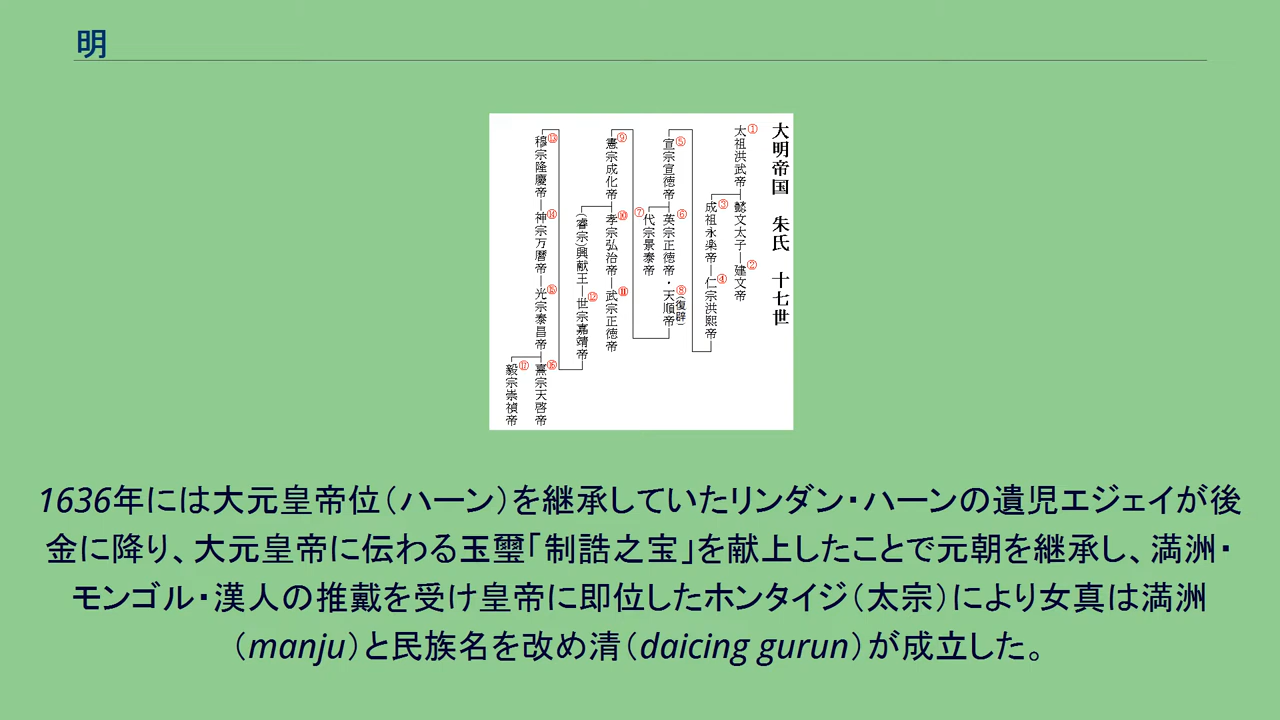 明
大明帝国　朱氏　十七世
①太祖洪武帝
懿文太子
②建文帝
③成祖永楽帝
④仁宗洪熙帝
⑤宣宗宣徳帝
⑥英宗正徳帝・天順帝
⑧(復辟)
⑦代宗景泰帝
⑨憲宗成化帝
⑩孝宗弘治帝
⑪武宗正徳帝
(睿宗)興献王
⑫世宗嘉靖帝
⑬穆宗隆慶帝
⑭神宗万暦帝
⑮光宗泰昌帝
⑯熹宗天啓帝
⑰毅宗崇禎帝
1636年には大元皇帝位（ハーン）を継承していたリンダン・ハーンの遺児エジェイが後
金に降り、大元皇帝に伝わる玉璽「制誥之宝」を献上したことで元朝を継承し、満洲・
モンゴル・漢人の推戴を受け皇帝に即位したホンタイジ（太宗）により女真は満洲
（manju）と民族名を改め清（daicing gurun）が成立した。